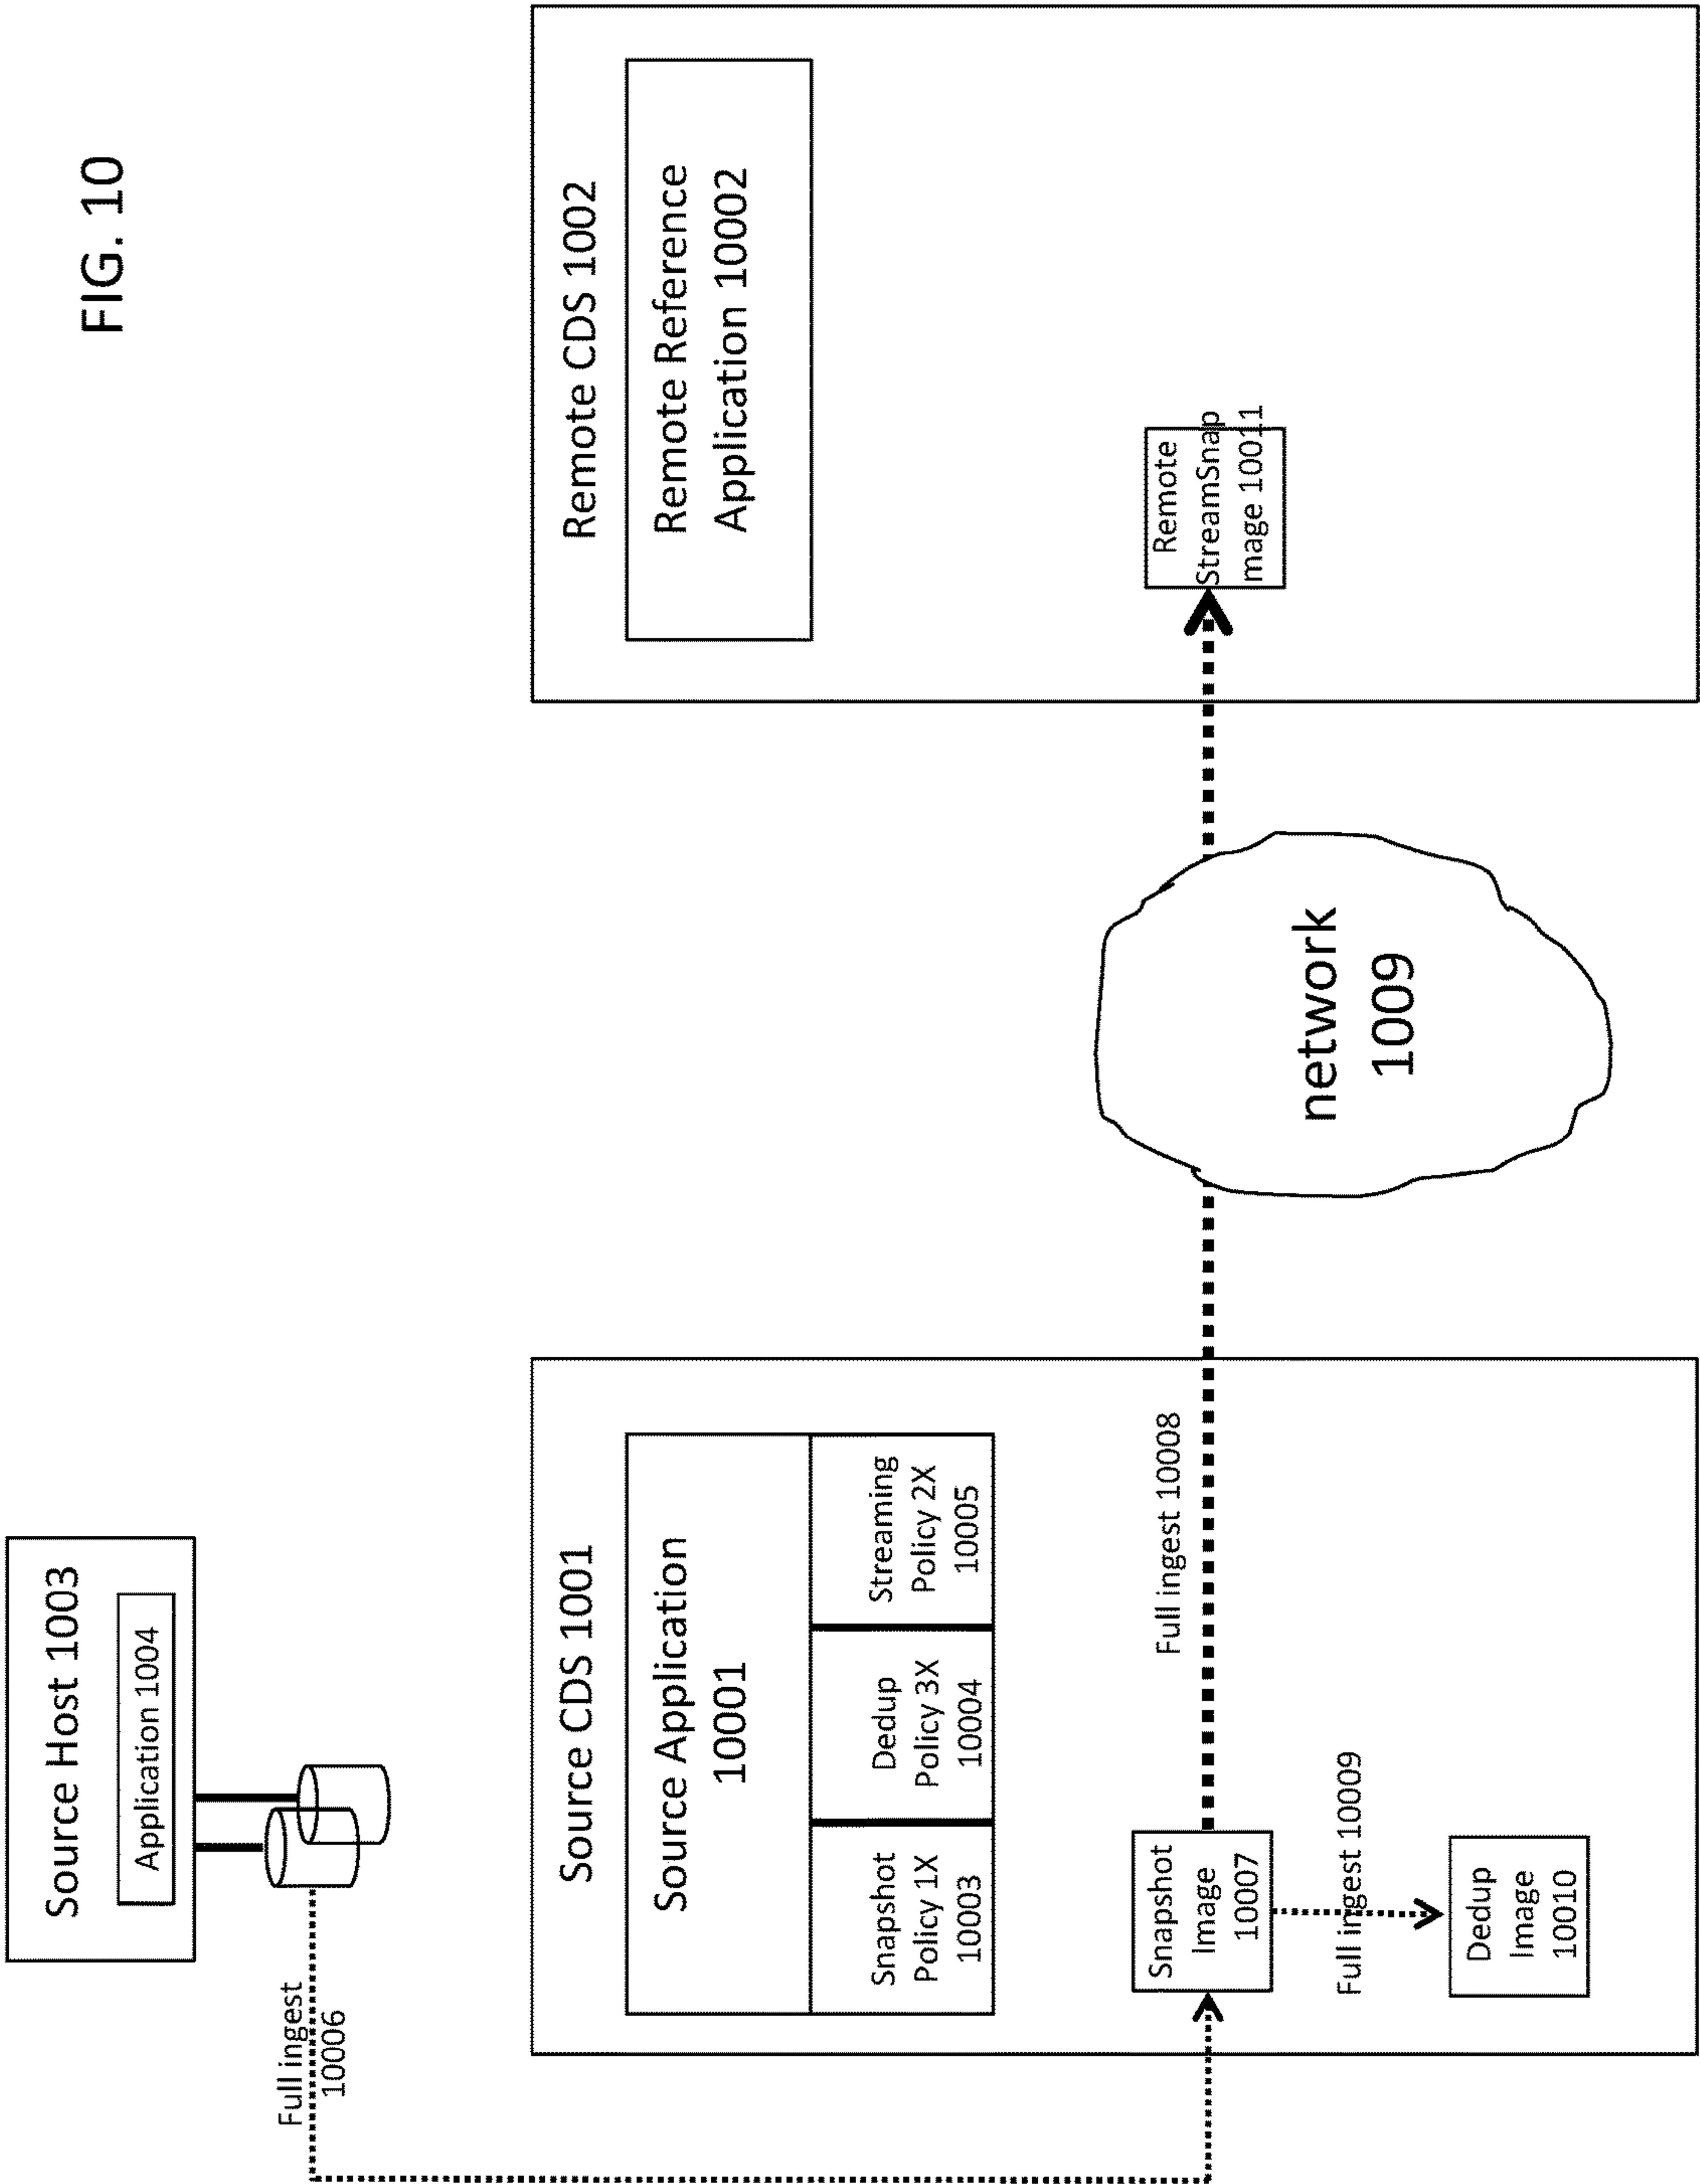 FIG. 10
Source Host 1003
Application 1004
Full ingest
10006
Source CDS 1001
Source Application
10001
Snapshot
Policy 1X
10003
Dedup
Policy 3X
10004
Streaming
Policy 2X
10005
Snapshot
Image
10007
Full ingest 10008
Full ingest 10009
Dedup
Image
10010
network
1009
Remote CDS 1002
Remote Reference
Application 10002
Remote
StreamSnap
mage 10011